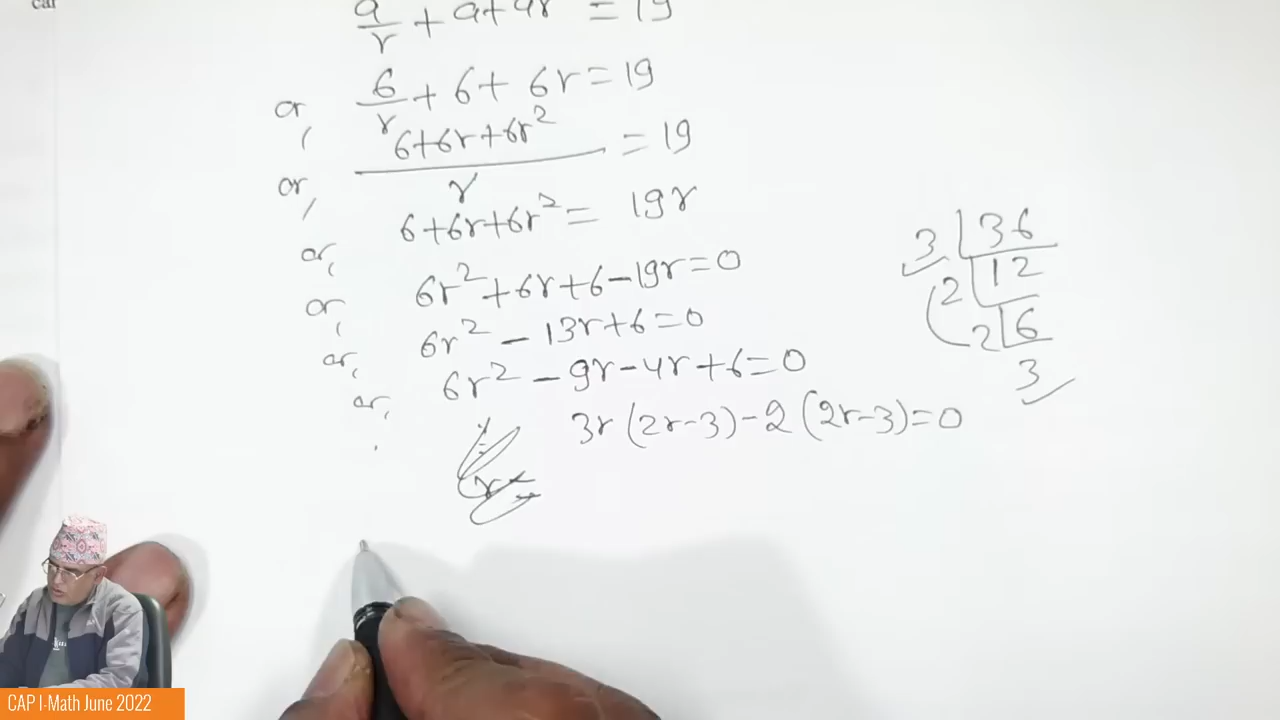 car
a/r + a + ar = 19
or, 6/r + 6 + 6r = 19
or, (6+6r+6r²)/r = 19
or, 6+6r+6r² = 19r
or, 6r²+6r+6-19r=0
or, 6r² - 13r+6=0
or, 6r² - 9r-4r+6=0
3r(2r-3)-2(2r-3)=0
3 | 36
2 | 12
2 | 6
3
CAP I-Math June 2022